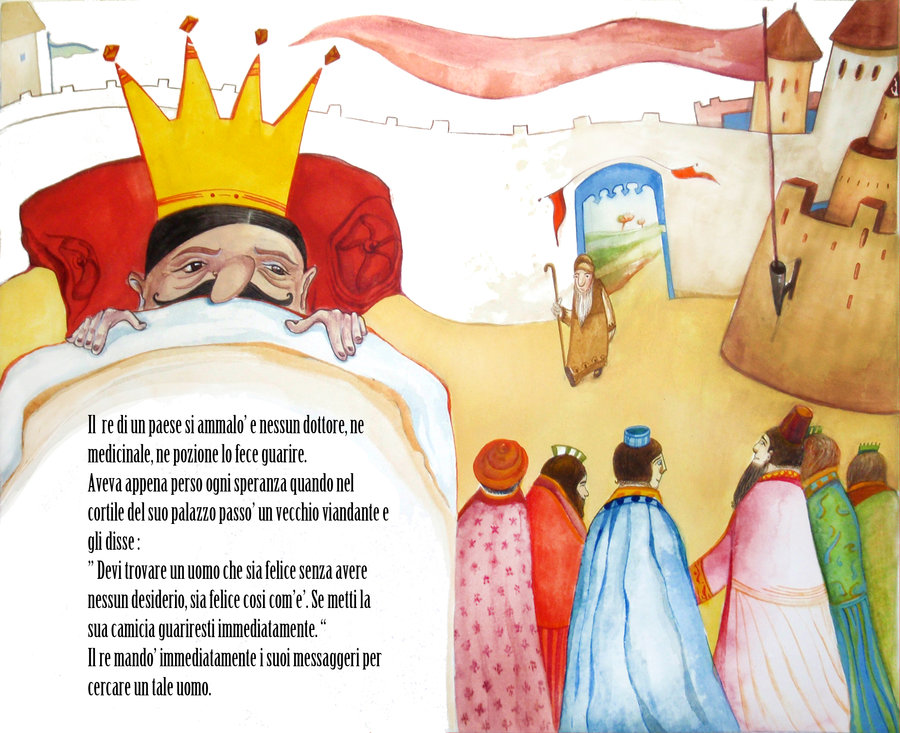 Il re di un paese si ammalo' e nessun dottore, ne
medicinale, ne pozione lo fece guarire.
Aveva appena perso ogni speranza quando nel
cortile del suo palazzo passo' un vecchio viandante e
gli disse :
" Devi trovare un uomo che sia felice senza avere
nessun desiderio, sia felice cosi com'e'. Se metti la
sua camicia guariresti immediatamente. "
Il re mando' immediatamente i suoi messaggeri per
cercare un tale uomo.